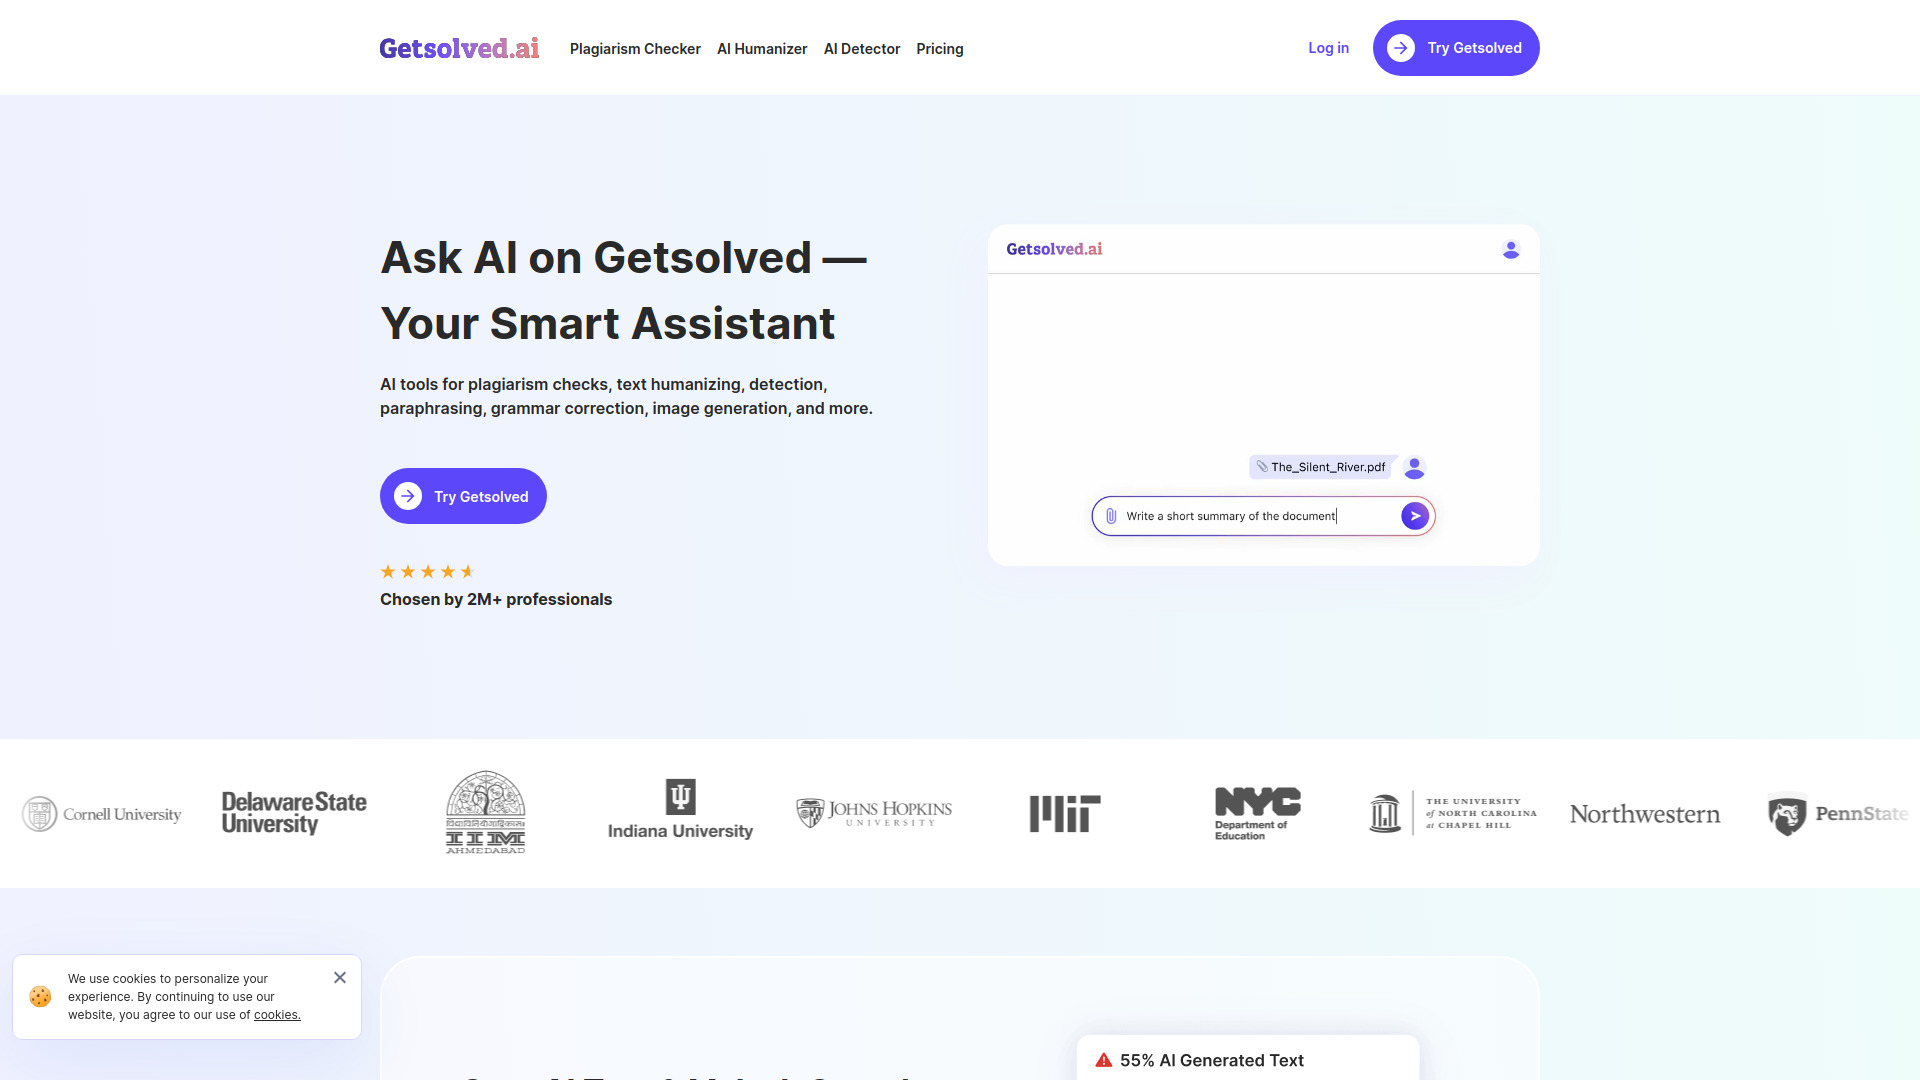 Getsolved.ai
Plagiarism Checker
AI Humanizer
AI Detector
Pricing
Log in
Try Getsolved
Ask AI on Getsolved —
Your Smart Assistant
AI tools for plagiarism checks, text humanizing, detection,
paraphrasing, grammar correction, image generation, and more.
Try Getsolved
Chosen by 2M+ professionals
Getsolved.ai
The_Silent_River.pdf
Write a short summary of the document
Cornell University
Delaware State
University
IIM
AHMEDABAD
Indiana University
JOHNS HOPKINS
UNIVERSITY
MIT
NYC
Department of
Education
THE UNIVERSITY
of NORTH CAROLINA
at CHAPEL HILL
Northwestern
PennState
We use cookies to personalize your
experience. By continuing to use our
website, you agree to our use of cookies.
55% AI Generated Text